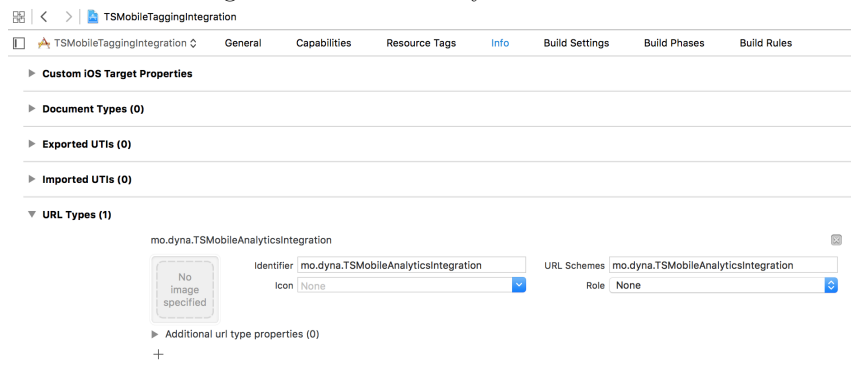 TSMobileTaggingIntegration
TSMobileTaggingIntegration General Capabilities Resource Tags Info Build Settings Build Phases Build Rules
Custom iOS Target Properties
Document Types (0)
Exported UTIs (0)
Imported UTIs (0)
URL Types (1)
mo.dyna.TSMobileAnalyticsIntegration
No image specified
Identifier mo.dyna.TSMobileAnalyticsIntegration URL Schemes mo.dyna.TSMobileAnalyticsIntegration
Icon None Role None
Additional url type properties (0)